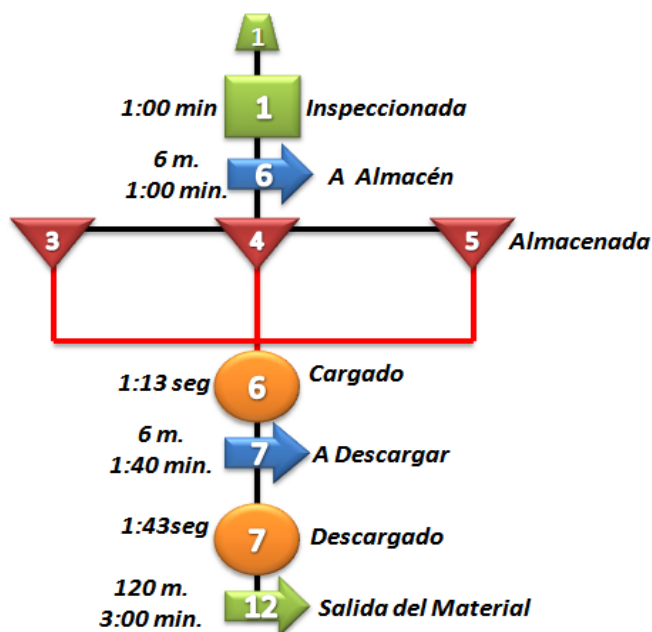 1
1:00 min 1 Inspeccionada
6 m.
1:00 min. 6 A Almacén
3 4 5 Almacenada
1:13 seg 6 Cargado
6 m.
1:40 min. 7 A Descargar
1:43seg 7 Descargado
120 m.
3:00 min. 12 Salida del Material